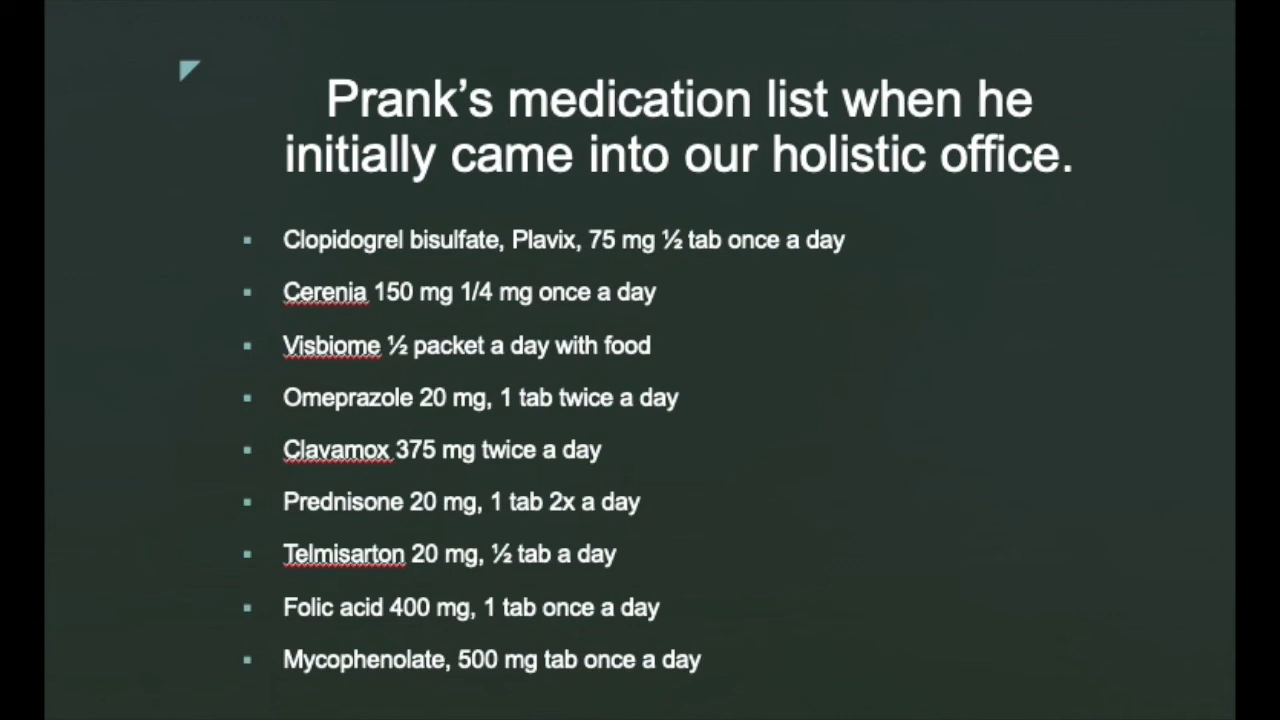 Prank’s medication list when he
initially came into our holistic office.
▪ Clopidogrel bisulfate, Plavix, 75 mg ½ tab once a day
▪ Cerenia 150 mg 1/4 mg once a day
▪ Visbiome ½ packet a day with food
▪ Omeprazole 20 mg, 1 tab twice a day
▪ Clavamox 375 mg twice a day
▪ Prednisone 20 mg, 1 tab 2x a day
▪ Telmisarton 20 mg, ½ tab a day
▪ Folic acid 400 mg, 1 tab once a day
▪ Mycophenolate, 500 mg tab once a day